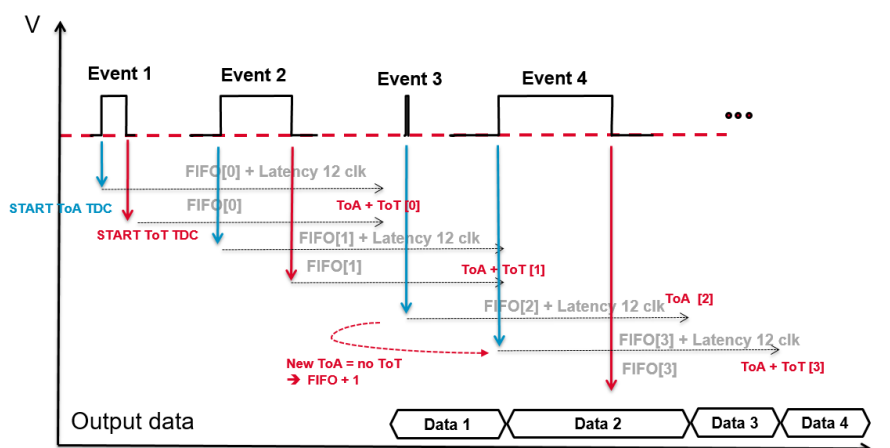 V
Event 1
Event 2
Event 3
Event 4
FIFO[0] + Latency 12 clk
START ToA TDC
FIFO[0]
ToA + ToT [0]
START ToT TDC
FIFO[1] + Latency 12 clk
FIFO[1]
ToA + ToT [1]
FIFO[2] + Latency 12 clk
ToA [2]
FIFO[3] + Latency 12 clk
New ToA = no ToT
➔ FIFO + 1
FIFO[3]
ToA + ToT [3]
Output data
Data 1
Data 2
Data 3
Data 4